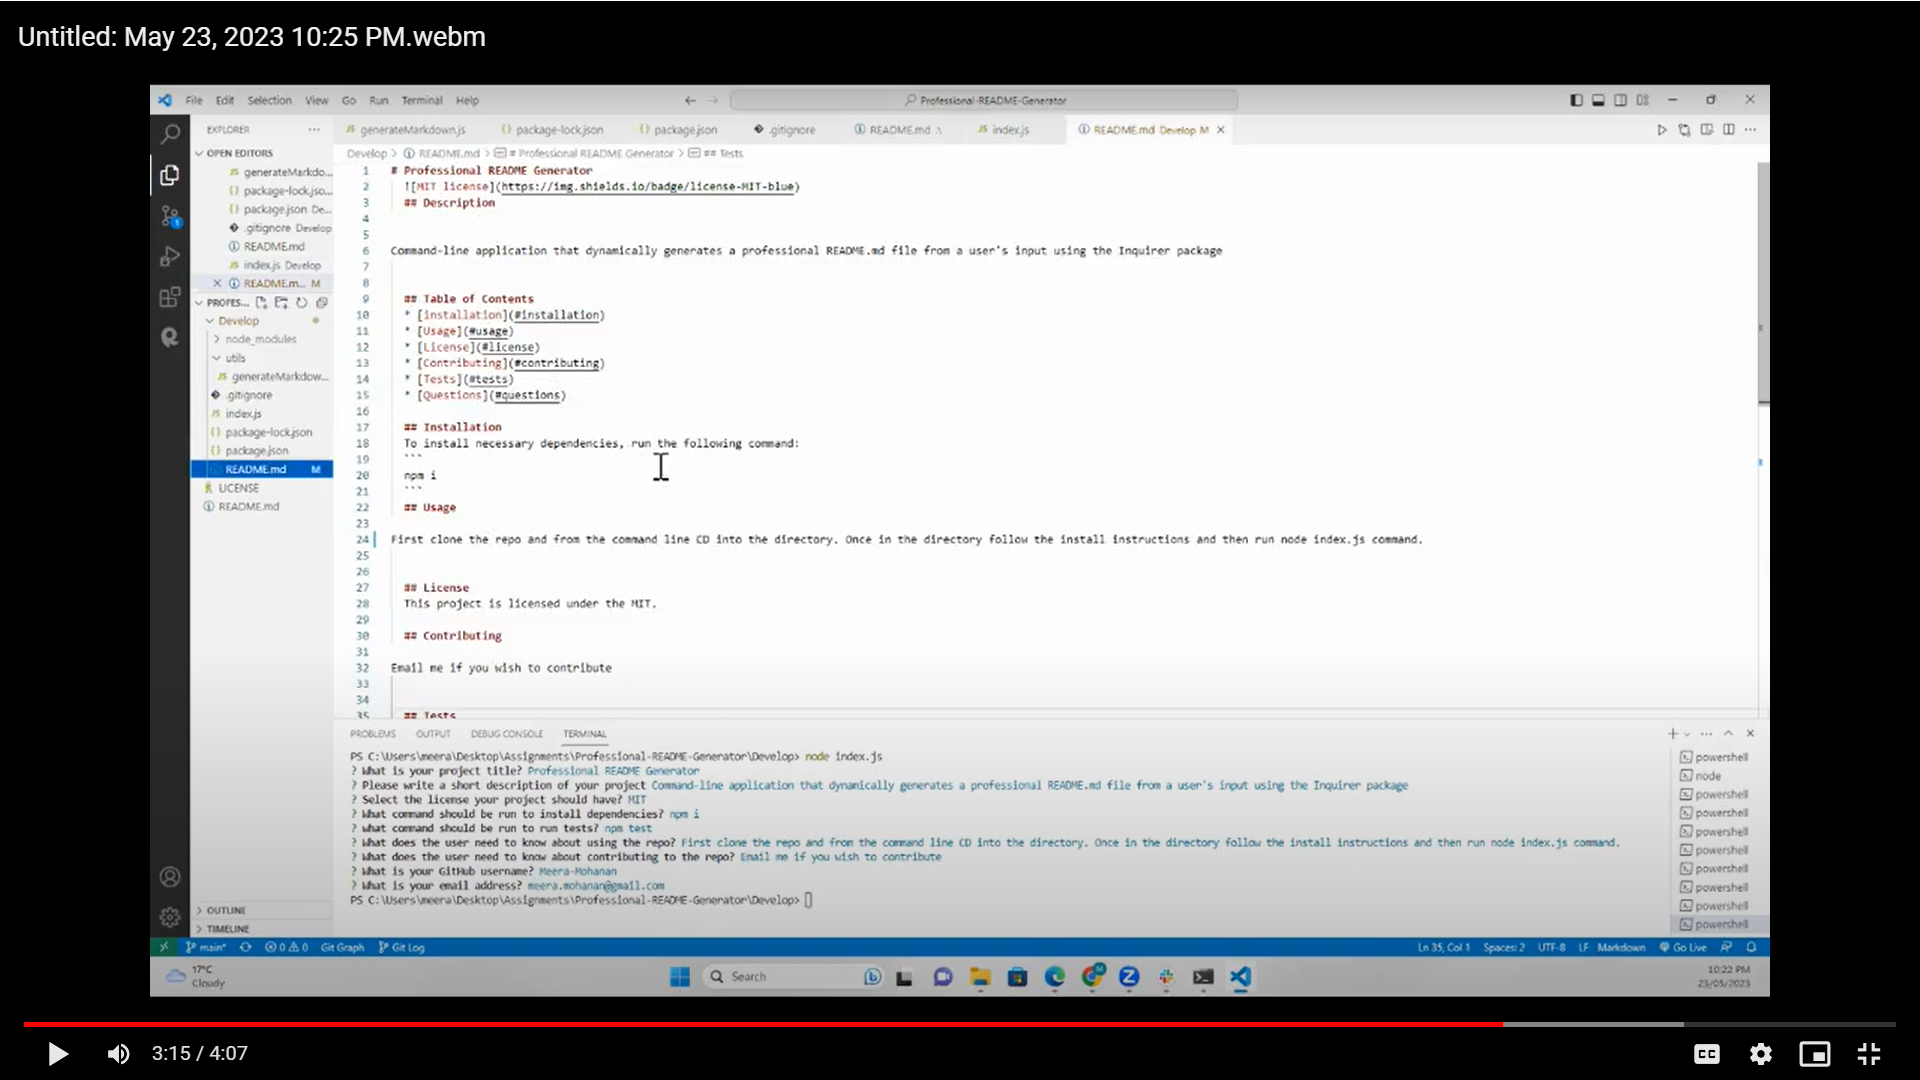 Untitled: May 23, 2023 10:25 PM.webm
File Edit Selection View Go Run Terminal Help
Professional-README-Generator
EXPLORER ...
generateMarkdown.js package-lock.json package.json .gitignore README.md .\ index.js README.md Develop M
OPEN EDITORS
generateMarkdo...
package-lock.jso...
package.json De...
.gitignore Develop
README.md
index.js Develop
README.m... M
PROFES...
Develop
node_modules
utils
generateMarkdow...
.gitignore
index.js
package-lock.json
package.json
README.md M
LICENSE
README.md
OUTLINE
TIMELINE
Develop > README.md > # Professional README Generator > ## Tests
1 # Professional README Generator
2 ![MIT license](https://img.shields.io/badge/license-MIT-blue)
3 ## Description
4
5
6 Command-line application that dynamically generates a professional README.md file from a user's input using the Inquirer package
7
8
9 ## Table of Contents
10 * [installation](#installation)
11 * [Usage](#usage)
12 * [License](#license)
13 * [Contributing](#contributing)
14 * [Tests](#tests)
15 * [Questions](#questions)
16
17 ## Installation
18 To install necessary dependencies, run the following command:
19 ```
20 npm i
21 ```
22 ## Usage
23
24 First clone the repo and from the command line CD into the directory. Once in the directory follow the install instructions and then run node index.js command.
25
26
27 ## License
28 This project is licensed under the MIT.
29
30 ## Contributing
31
32 Email me if you wish to contribute
33
34
35 ## Tests
PROBLEMS OUTPUT DEBUG CONSOLE TERMINAL
PS C:\Users\meera\Desktop\Assignments\Professional-README-Generator\Develop> node index.js
? What is your project title? Professional README Generator
? Please write a short description of your project Command-line application that dynamically generates a professional README.md file from a user's input using the Inquirer package
? Select the license your project should have? MIT
? What command should be run to install dependencies? npm i
? What command should be run to run tests? npm test
? What does the user need to know about using the repo? First clone the repo and from the command line CD into the directory. Once in the directory follow the install instructions and then run node index.js command.
? What does the user need to know about contributing to the repo? Email me if you wish to contribute
? What is your GitHub username? Meera-Mohanan
? What is your email address? meera.mohanan@gmail.com
PS C:\Users\meera\Desktop\Assignments\Professional-README-Generator\Develop>
powershell
node
powershell
powershell
powershell
powershell
powershell
powershell
powershell
powershell
main* 0 0 Git Graph Git Log
Ln 35, Col 1 Spaces: 2 UTF-8 LF Markdown Go Live
17°C
Cloudy
Search
10:22 PM
23/05/2023
3:15 / 4:07
CC